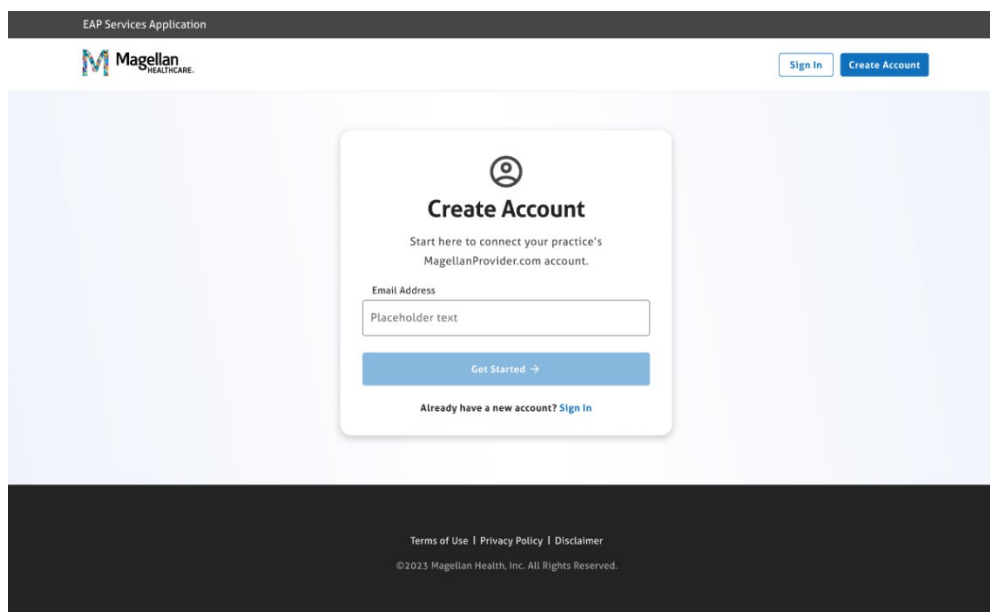 EAP Services Application
Magellan
HEALTHCARE.
Sign In
Create Account
Create Account
Start here to connect your practice's
MagellanProvider.com account.
Email Address
Placeholder text
Get Started →
Already have a new account? Sign In
Terms of Use | Privacy Policy | Disclaimer
©2023 Magellan Health, Inc. All Rights Reserved.